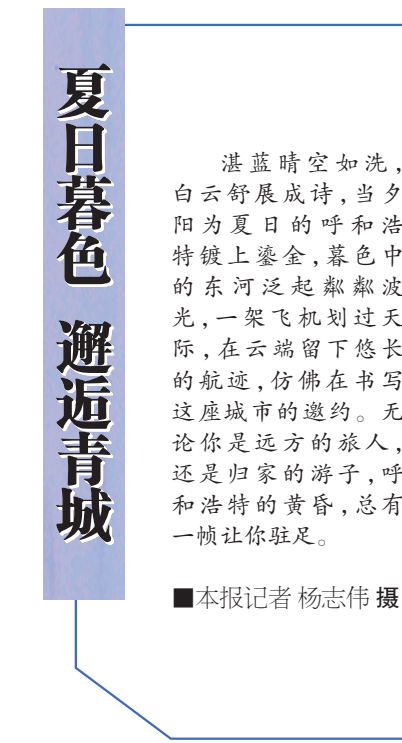 夏日暮色 邂逅青城
湛蓝晴空如洗，
白云舒展成诗，当夕
阳为夏日的呼和浩
特镀上鎏金，暮色中
的东河泛起粼粼波
光，一架飞机划过天
际，在云端留下悠长
的航迹，仿佛在书写
这座城市的邀约。无
论你是远方的旅人，
还是归家的游子，呼
和浩特的黄昏，总有
一帧让你驻足。
■本报记者 杨志伟 摄